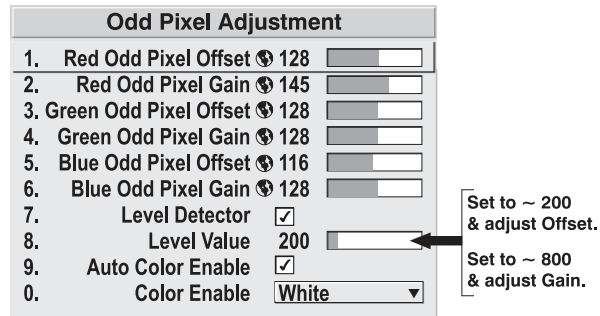 Odd Pixel Adjustment
1. Red Odd Pixel Offset 128
2. Red Odd Pixel Gain 145
3. Green Odd Pixel Offset 128
4. Green Odd Pixel Gain 128
5. Blue Odd Pixel Offset 116
6. Blue Odd Pixel Gain 128
7. Level Detector ✓
8. Level Value 200
9. Auto Color Enable ✓
0. Color Enable White ▼
Set to ~ 200
& adjust Offset.
Set to ~ 800
& adjust Gain.